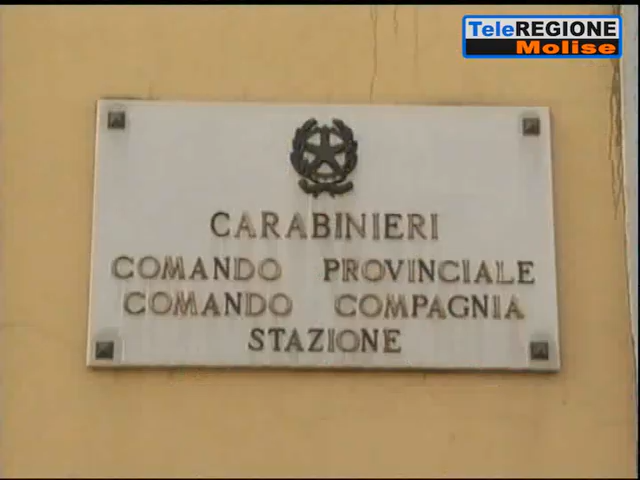 TeleREGIONE
Molise
CARABINIERI
COMANDO PROVINCIALE
COMANDO COMPAGNIA
STAZIONE